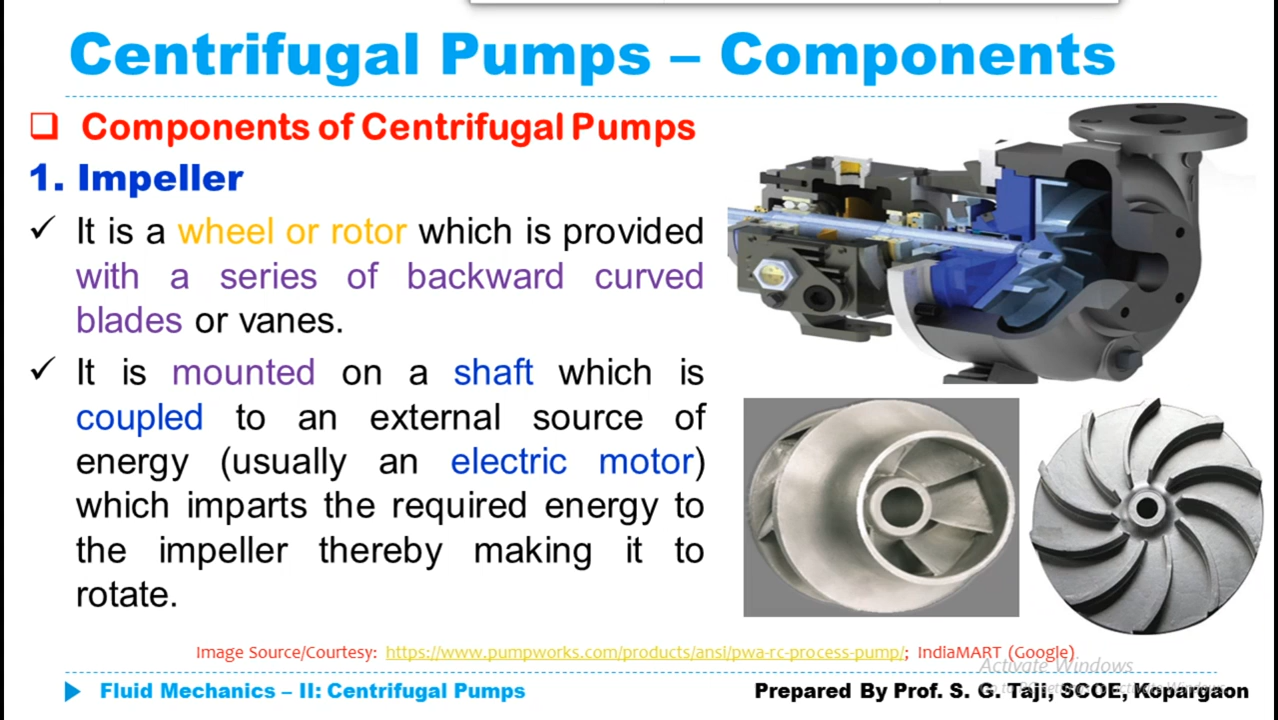 Centrifugal Pumps – Components
Components of Centrifugal Pumps
1. Impeller
It is a wheel or rotor which is provided
with a series of backward curved
blades or vanes.
It is mounted on a shaft which is
coupled to an external source of
energy (usually an electric motor)
which imparts the required energy to
the impeller thereby making it to
rotate.
Image Source/Courtesy: https://www.pumpworks.com/products/ansi/pwa-rc-process-pump/; IndiaMART (Google)
Activate Windows
Fluid Mechanics – II: Centrifugal Pumps
Prepared By Prof. S. G. Taji, SCOE, Kopargaon